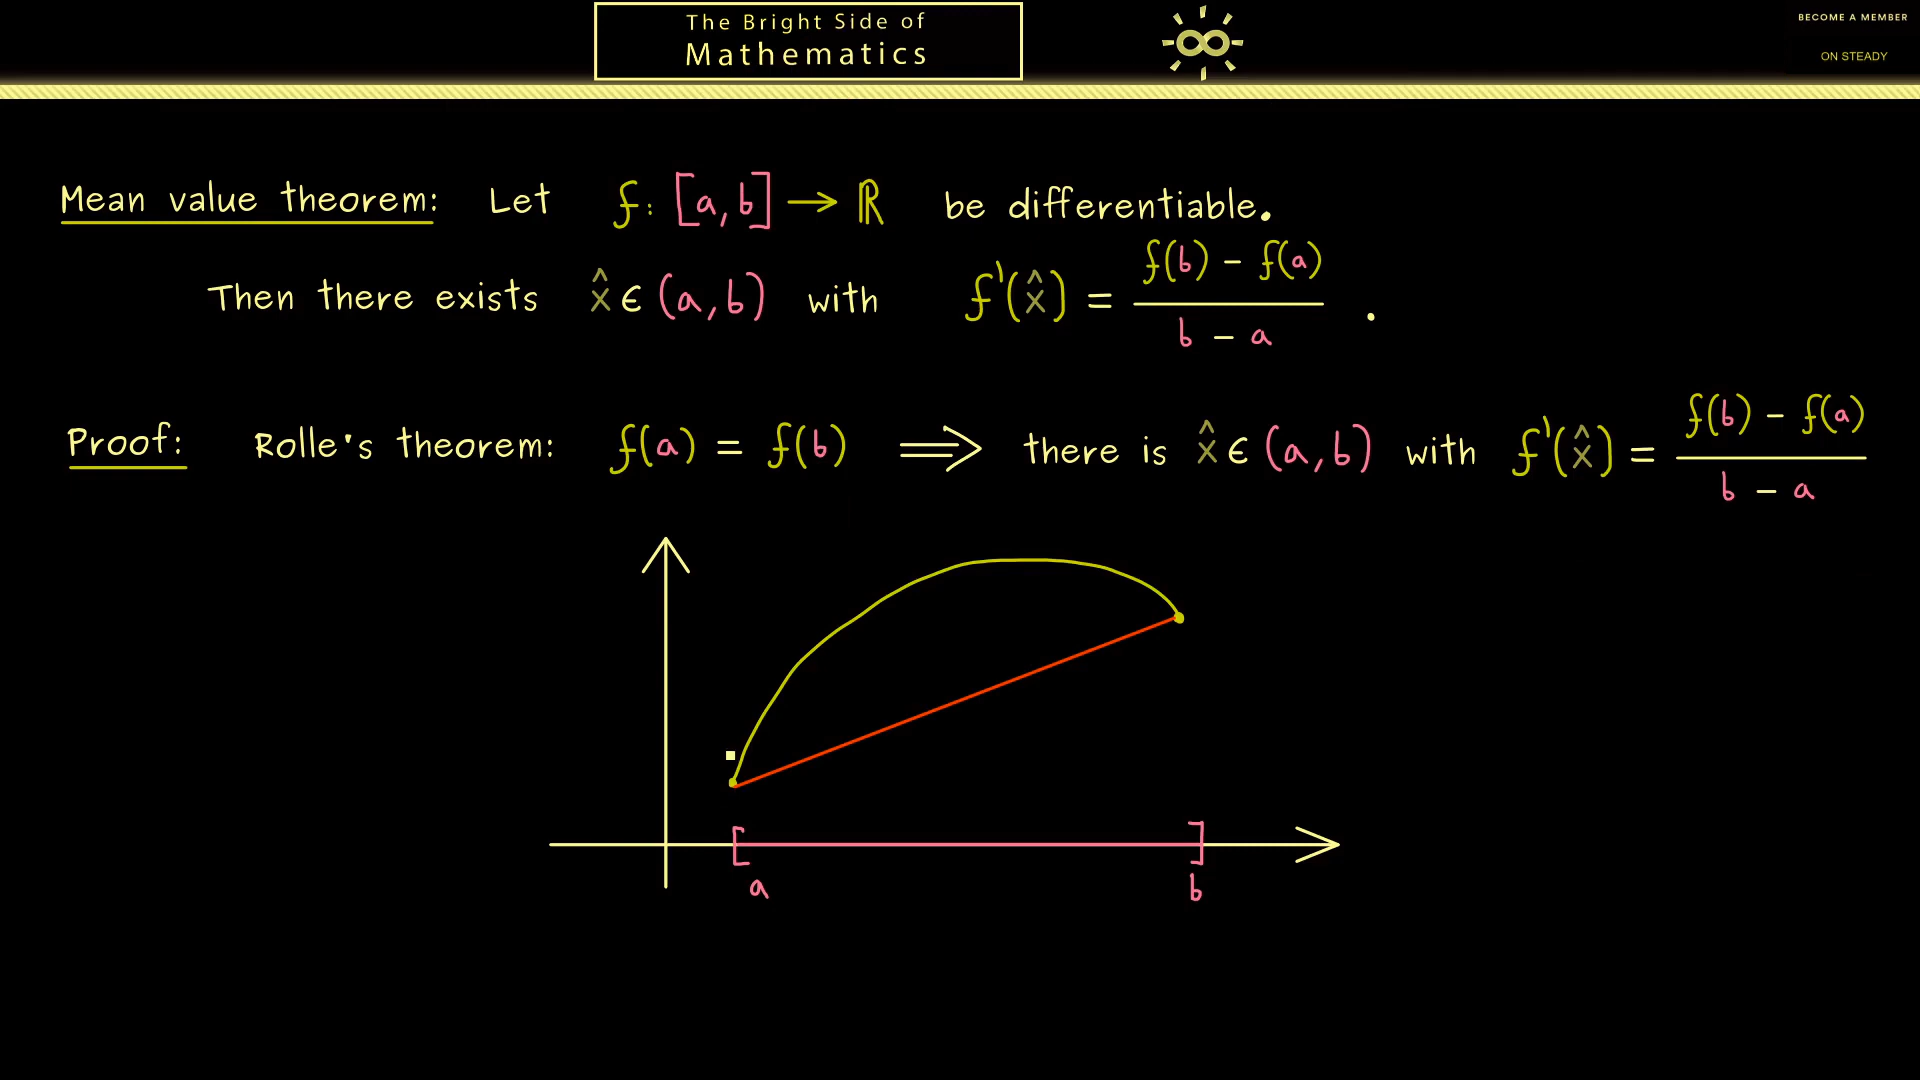 The Bright Side of
Mathematics
BECOME A MEMBER
ON STEADY
Mean value theorem: Let f: [a,b] → ℝ be differentiable.
Then there exists x̂ ∈ (a,b) with f'(x̂) = (f(b) − f(a)) / (b − a) .
Proof: Rolle's theorem: f(a) = f(b) ⟹ there is x̂ ∈ (a,b) with f'(x̂) = (f(b) − f(a)) / (b − a)
[ ]
a b